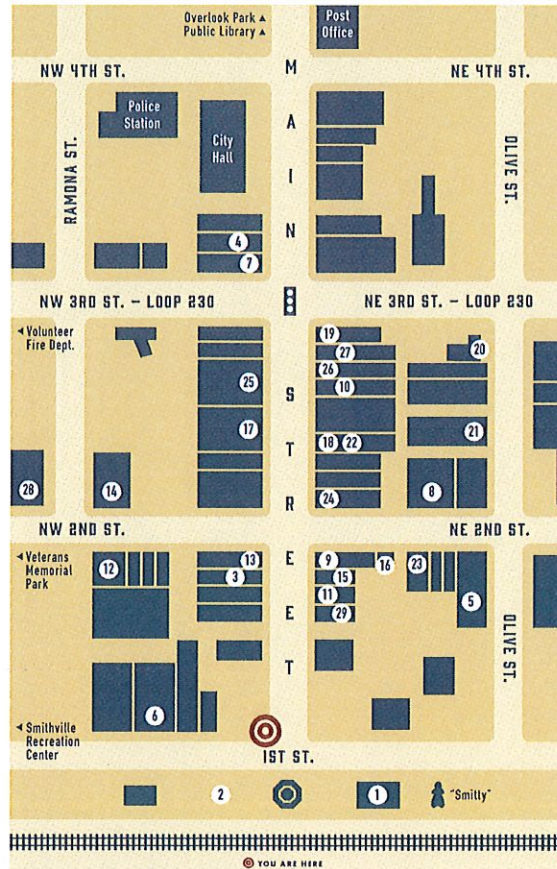 Overlook Park ▲
Public Library ▲
Post
Office
NW 4TH ST.
NE 4TH ST.
MAIN
STREET
RAMONA ST.
OLIVE ST.
Police
Station
City
Hall
4
7
NW 3RD ST. - LOOP 230
NE 3RD ST. - LOOP 230
◄ Volunteer
Fire Dept.
19
27
20
26
25
10
17
18
22
21
28
14
24
8
NW 2ND ST.
NE 2ND ST.
◄ Veterans
Memorial
Park
12
13
3
9
16
23
15
11
5
29
OLIVE ST.
6
◄ Smithville
Recreation
Center
1ST ST.
2
1
"Smitty"
YOU ARE HERE